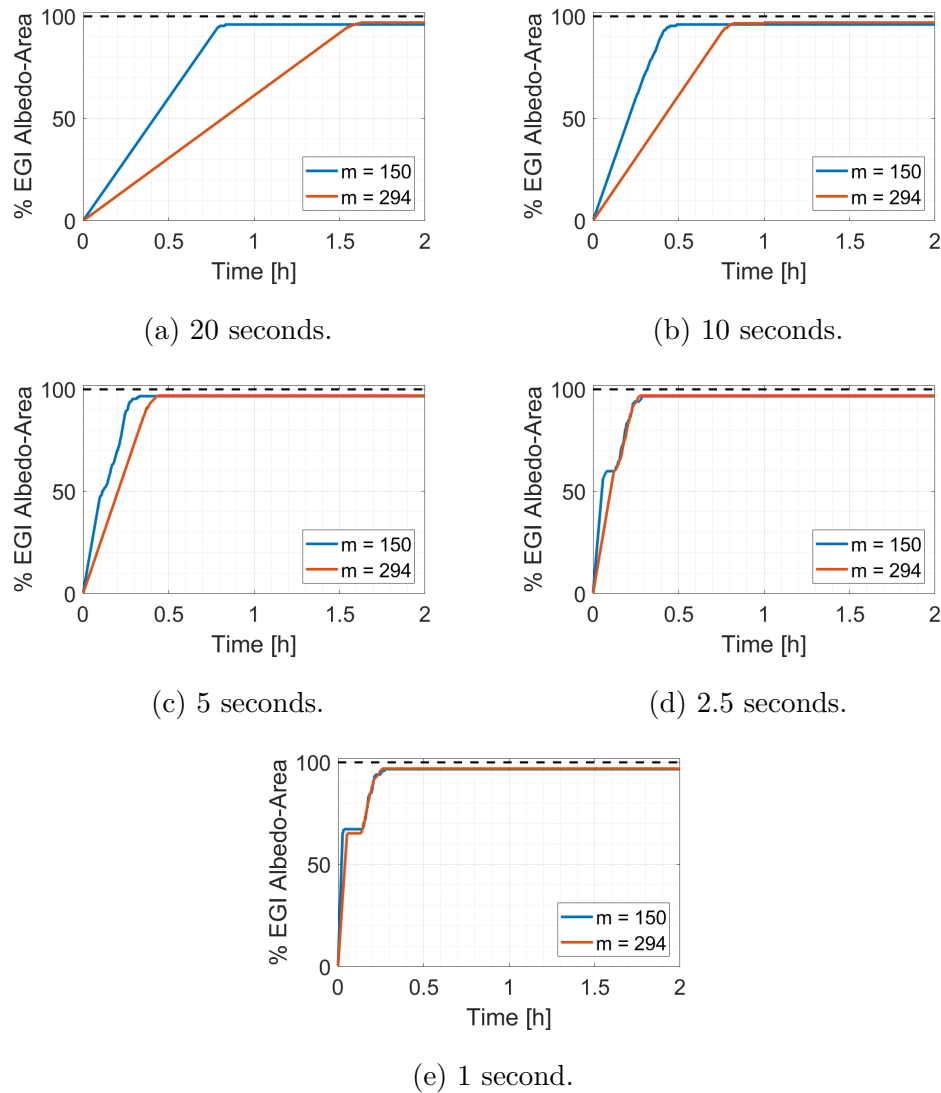 % EGI Albedo-Area
100
50
0
m = 150
m = 294
0 0.5 1 1.5 2
Time [h]
(a) 20 seconds.
% EGI Albedo-Area
100
50
0
m = 150
m = 294
0 0.5 1 1.5 2
Time [h]
(b) 10 seconds.
% EGI Albedo-Area
100
50
0
m = 150
m = 294
0 0.5 1 1.5 2
Time [h]
(c) 5 seconds.
% EGI Albedo-Area
100
50
0
m = 150
m = 294
0 0.5 1 1.5 2
Time [h]
(d) 2.5 seconds.
% EGI Albedo-Area
100
50
0
m = 150
m = 294
0 0.5 1 1.5 2
Time [h]
(e) 1 second.